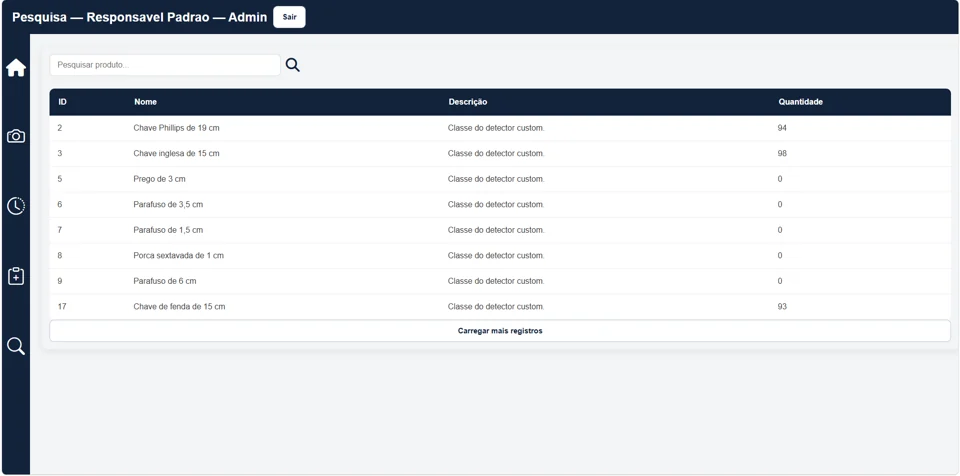 Pesquisa — Responsavel Padrao — Admin Sair
Pesquisar produto...
ID Nome Descrição Quantidade
2 Chave Phillips de 19 cm Classe do detector custom. 94
3 Chave inglesa de 15 cm Classe do detector custom. 98
5 Prego de 3 cm Classe do detector custom. 0
6 Parafuso de 3,5 cm Classe do detector custom. 0
7 Parafuso de 1,5 cm Classe do detector custom. 0
8 Porca sextavada de 1 cm Classe do detector custom. 0
9 Parafuso de 6 cm Classe do detector custom. 0
17 Chave de fenda de 15 cm Classe do detector custom. 93
Carregar mais registros